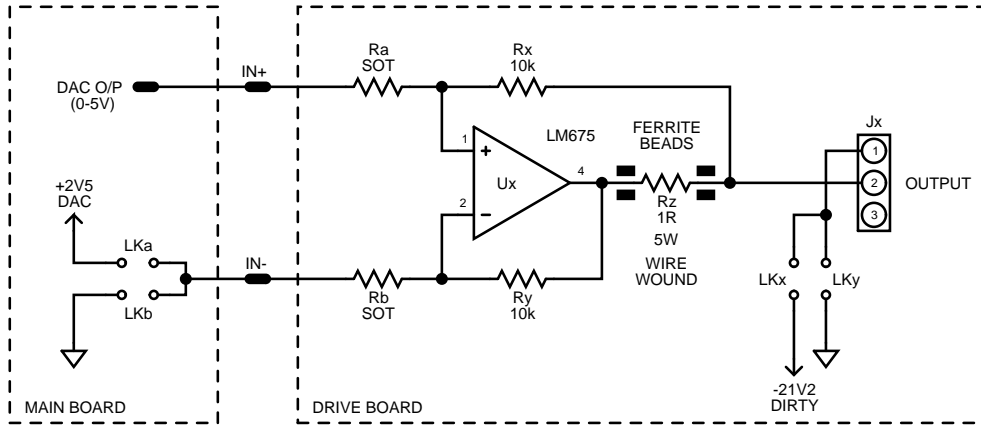 DAC O/P
(0-5V)
IN+
Ra
SOT
Rx
10k
1
+
LM675
Ux
4
2
−
FERRITE
BEADS
Rz
1R
5W
WIRE
WOUND
Jx
1
2
3
OUTPUT
+2V5
DAC
LKa
LKb
IN-
Rb
SOT
Ry
10k
LKx
LKy
-21V2
DIRTY
MAIN BOARD
DRIVE BOARD